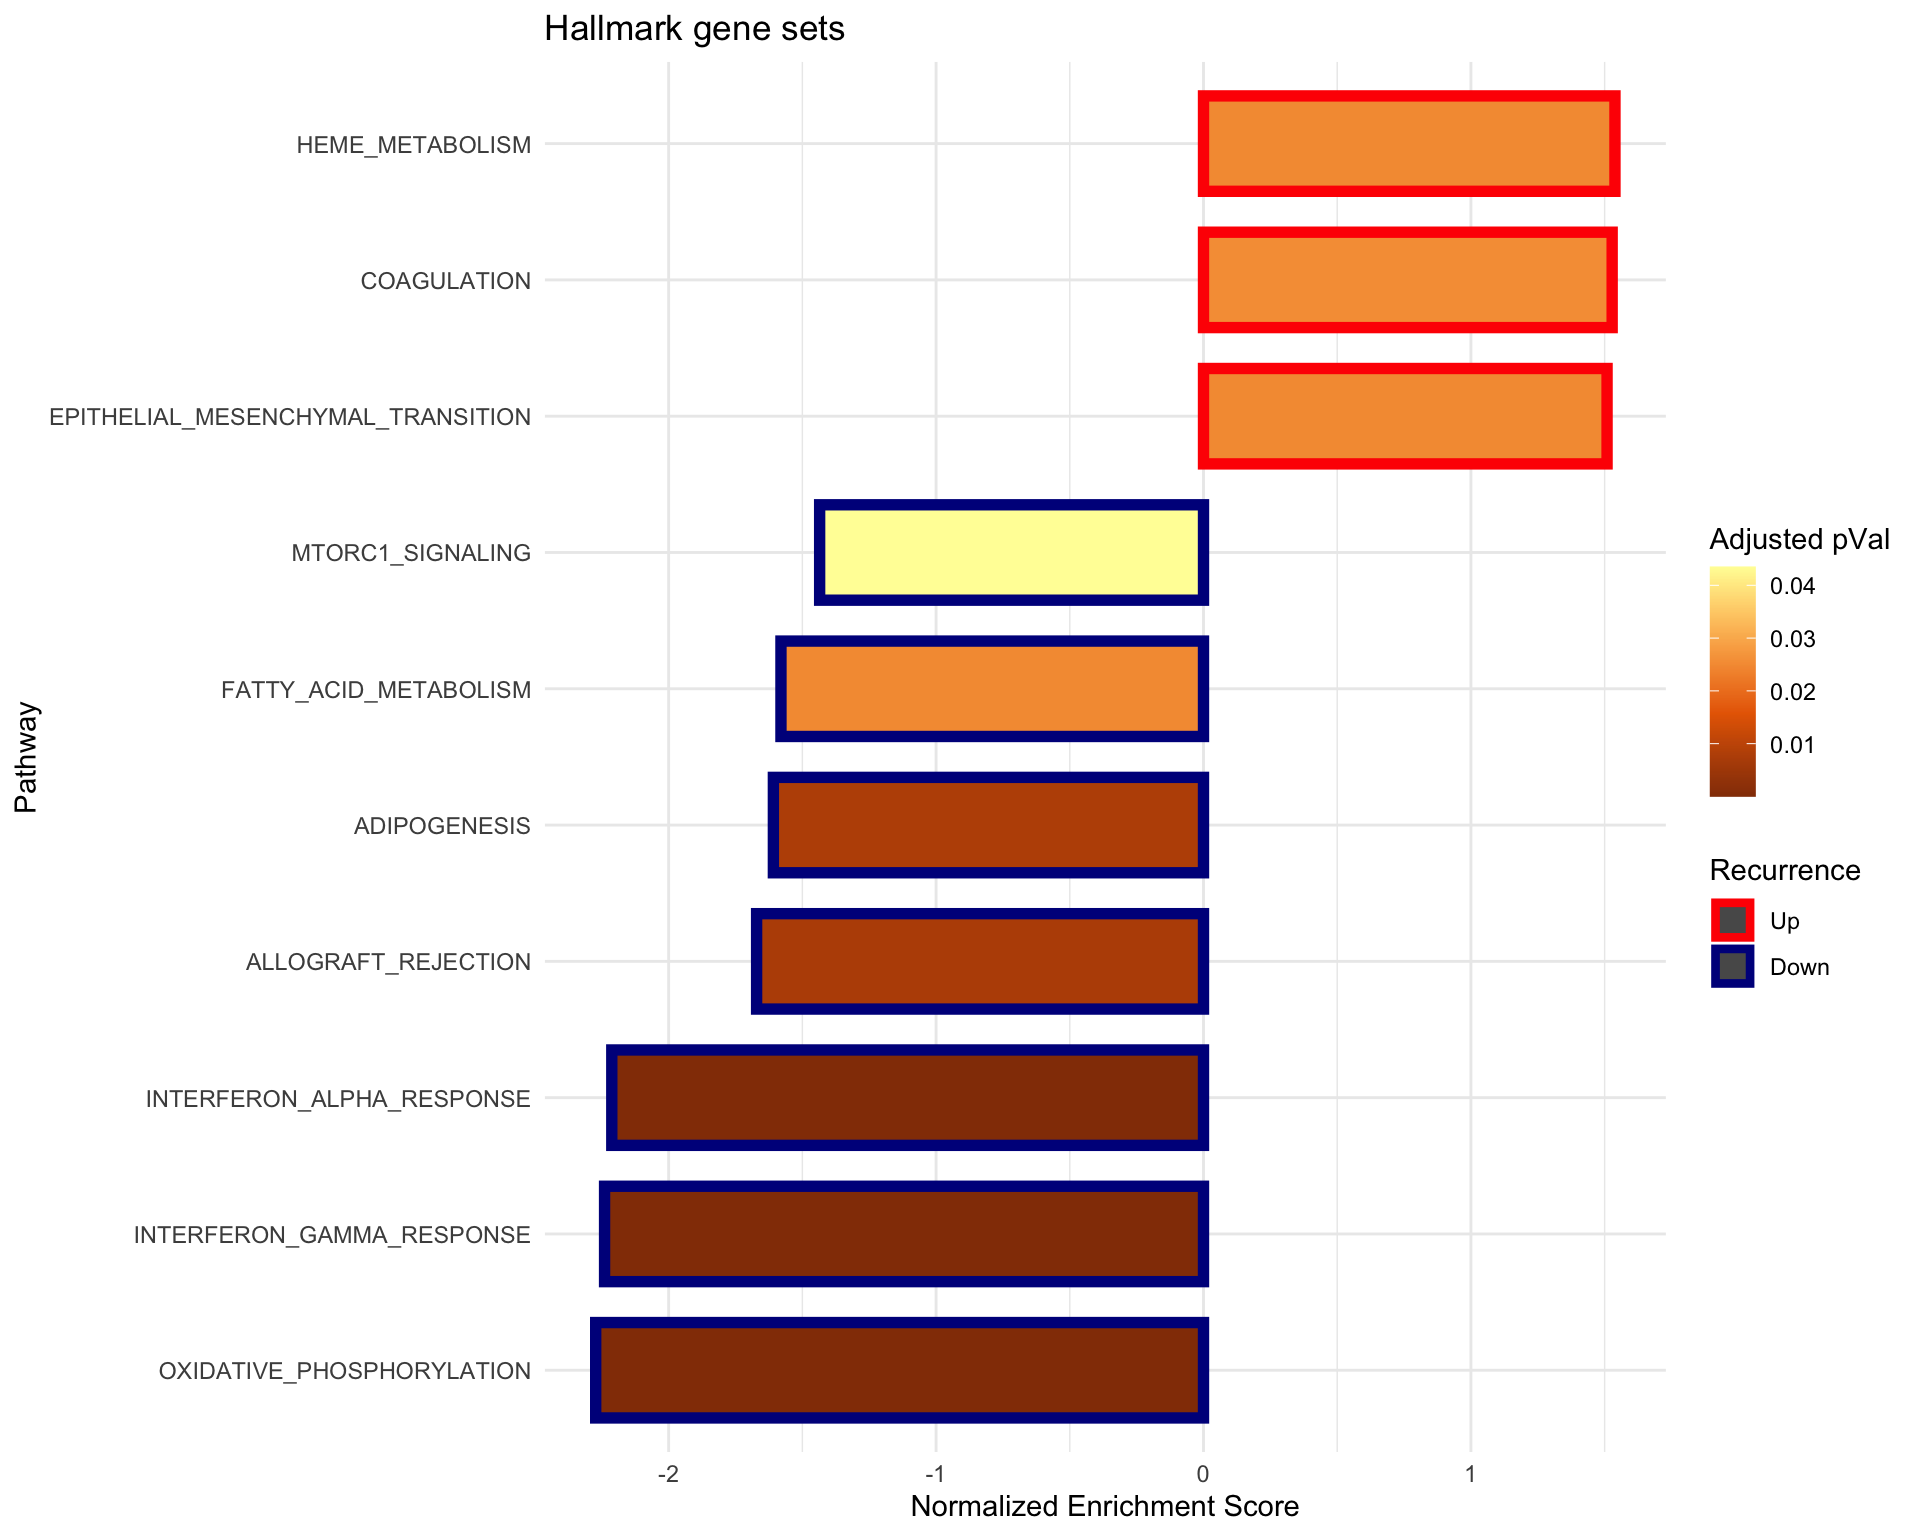 Hallmark gene sets
HEME_METABOLISM
COAGULATION
EPITHELIAL_MESENCHYMAL_TRANSITION
MTORC1_SIGNALING
FATTY_ACID_METABOLISM
ADIPOGENESIS
ALLOGRAFT_REJECTION
INTERFERON_ALPHA_RESPONSE
INTERFERON_GAMMA_RESPONSE
OXIDATIVE_PHOSPHORYLATION
Pathway
-2 -1 0 1
Normalized Enrichment Score
Adjusted pVal
0.04
0.03
0.02
0.01
Recurrence
Up
Down